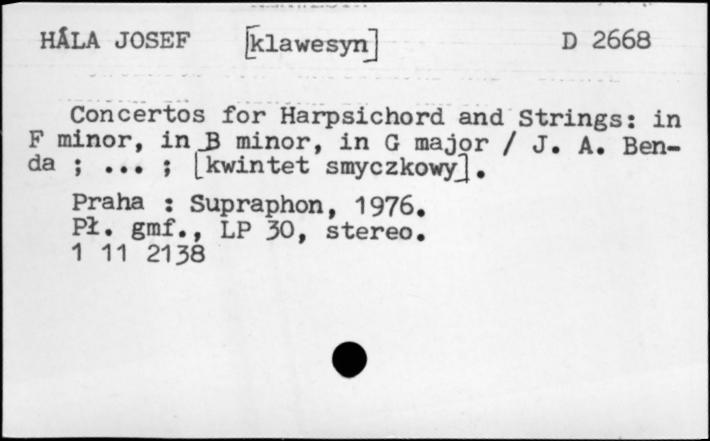 HÁLA JOSEF [klawesyn] D 2668
Concertos for Harpsichord and Strings: in
F minor, in B minor, in G major / J. A. Ben-
da ; ... ; [kwintet smyczkowy].
Praha : Supraphon, 1976.
Pł. gmf., LP 30, stereo.
1 11 2138